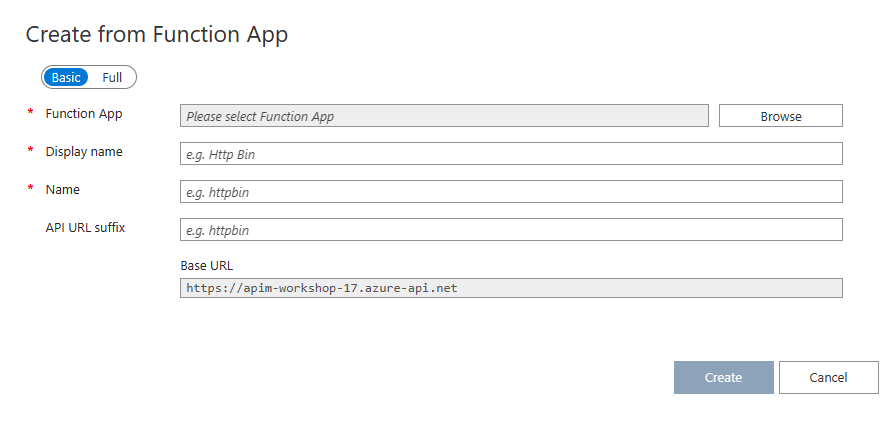 Create from Function App
Basic Full
* Function App Please select Function App Browse
* Display name e.g. Http Bin
* Name e.g. httpbin
API URL suffix e.g. httpbin
Base URL
https://apim-workshop-17.azure-api.net
Create Cancel